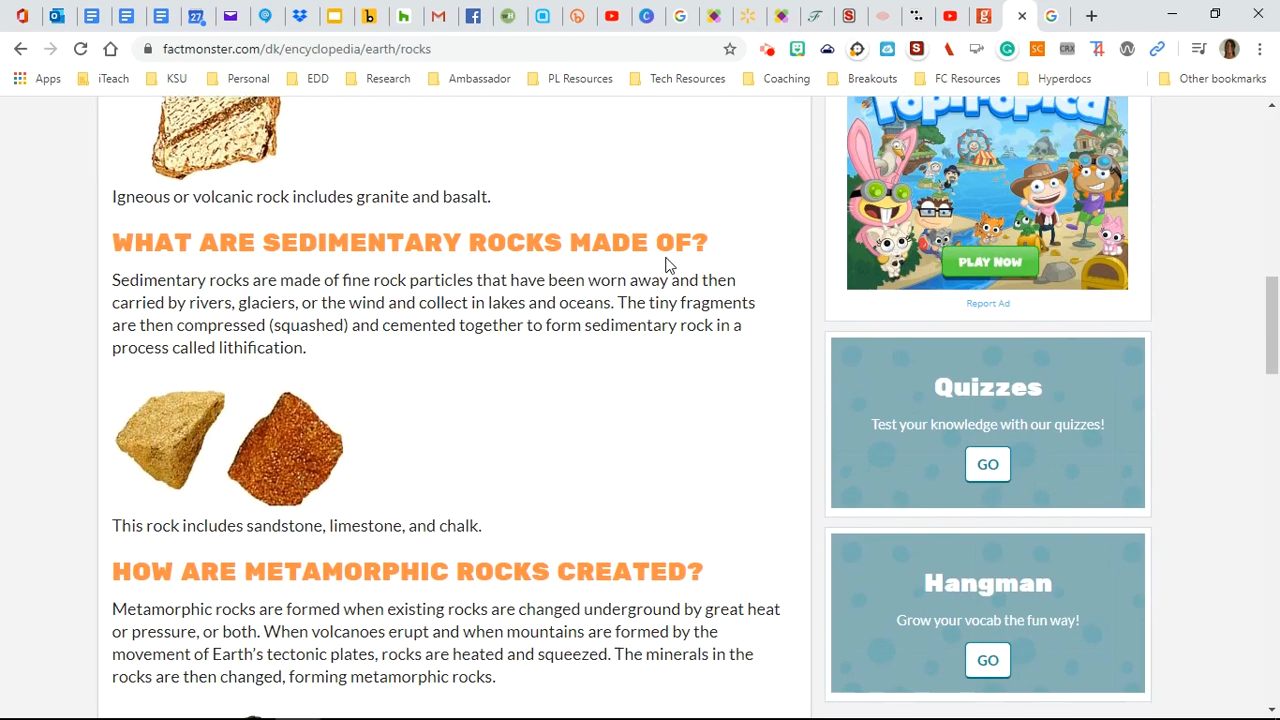 27
factmonster.com/dk/encyclopedia/earth/rocks
SC
CRX
Apps
iTeach
KSU
Personal
EDD
Research
Ambassador
PL Resources
Tech Resources
Coaching
Breakouts
FC Resources
Hyperdocs
Other bookmarks
Igneous or volcanic rock includes granite and basalt.
WHAT ARE SEDIMENTARY ROCKS MADE OF?
Sedimentary rocks are made of fine rock particles that have been worn away and then
carried by rivers, glaciers, or the wind and collect in lakes and oceans. The tiny fragments
are then compressed (squashed) and cemented together to form sedimentary rock in a
process called lithification.
This rock includes sandstone, limestone, and chalk.
HOW ARE METAMORPHIC ROCKS CREATED?
Metamorphic rocks are formed when existing rocks are changed underground by great heat
or pressure, or both. When volcanoes erupt and when mountains are formed by the
movement of Earth’s tectonic plates, rocks are heated and squeezed. The minerals in the
rocks are then changed, forming metamorphic rocks.
POPTROPICA
PLAY NOW
Report Ad
Quizzes
Test your knowledge with our quizzes!
GO
Hangman
Grow your vocab the fun way!
GO